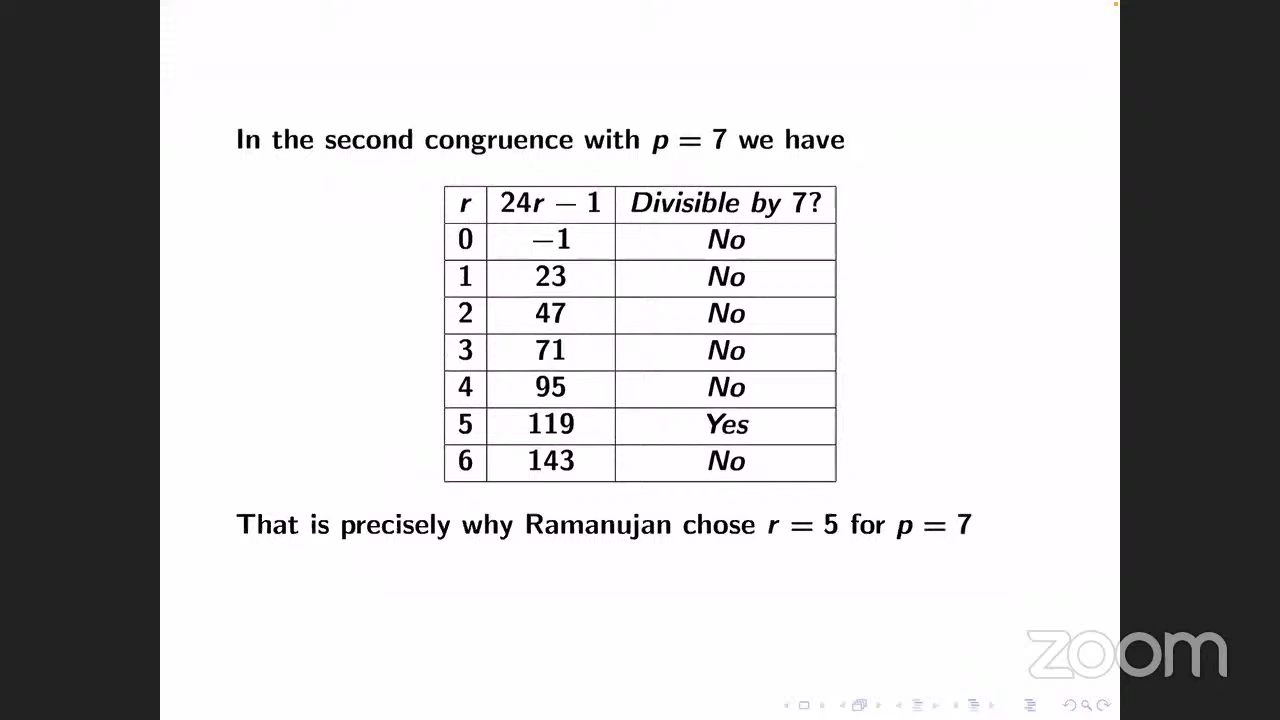 In the second congruence with p = 7 we have
r 24r − 1 Divisible by 7?
0 −1 No
1 23 No
2 47 No
3 71 No
4 95 No
5 119 Yes
6 143 No
That is precisely why Ramanujan chose r = 5 for p = 7
zoom